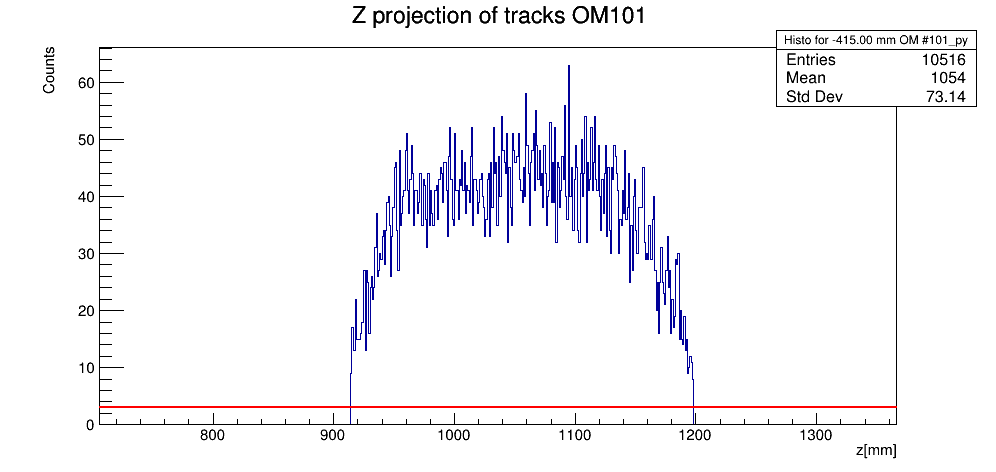 Z projection of tracks OM101
Histo for -415.00 mm OM #101_py
Entries 10516
Mean 1054
Std Dev 73.14
Counts
60
50
40
30
20
10
0
800 900 1000 1100 1200 1300
z[mm]